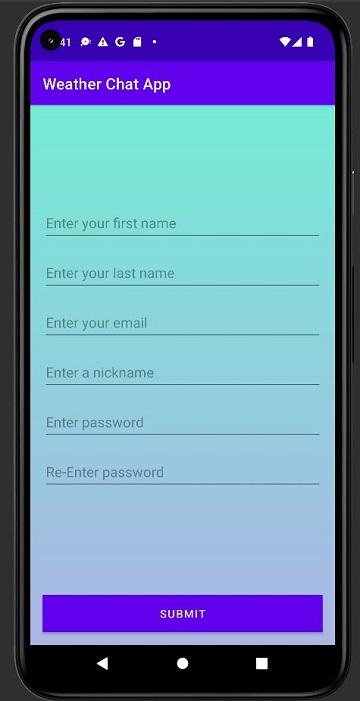 41
Weather Chat App
Enter your first name
Enter your last name
Enter your email
Enter a nickname
Enter password
Re-Enter password
SUBMIT